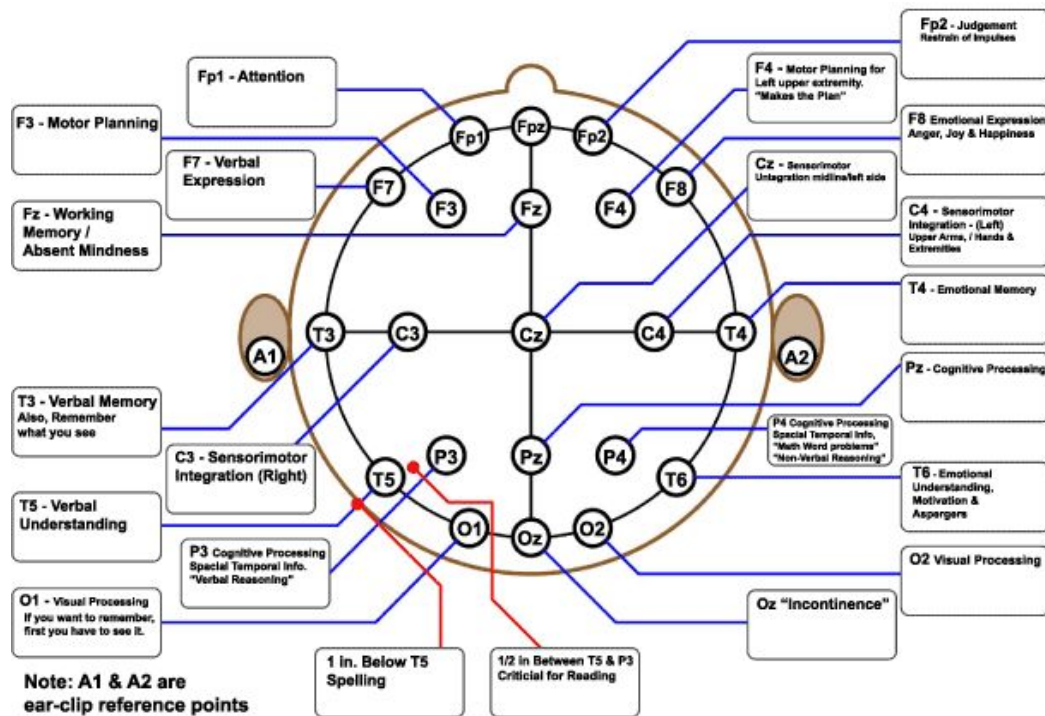 Fp1 - Attention
F3 - Motor Planning
F7 - Verbal
Expression
Fz - Working
Memory /
Absent Mindness
T3 - Verbal Memory
Also, Remember
what you see
C3 - Sensorimotor
Integration (Right)
T5 - Verbal
Understanding
P3 Cognitive Processing
Special Temporal Info.
"Verbal Reasoning"
O1 - Visual Processing
If you want to remember,
first you have to see it.
1 in. Below T5
Spelling
1/2 in Between T5 & P3
Criticial for Reading
Note: A1 & A2 are
ear-clip reference points
Fp2 - Judgement
Restrain of Impulses
F4 - Motor Planning for
Left upper extremity.
"Makes the Plan"
F8 Emotional Expression
Anger, Joy & Happiness
Cz - Sensorimotor
Untagration midline/left side
C4 - Sensorimotor
Integration - (Left)
Upper Arms, / Hands &
Extremities
T4 - Emotional Memory
Pz - Cognitive Processing
P4 Cognitive Processing
Spacial Temporal Info,
"Math Word problems"
"Non-Verbal Reasoning"
T6 - Emotional
Understanding,
Motivation &
Aspergers
O2 Visual Processing
Oz "Incontinence"
Fp1 Fpz Fp2
F7 F3 Fz F4 F8
A1 T3 C3 Cz C4 T4 A2
T5 P3 Pz P4 T6
O1 Oz O2